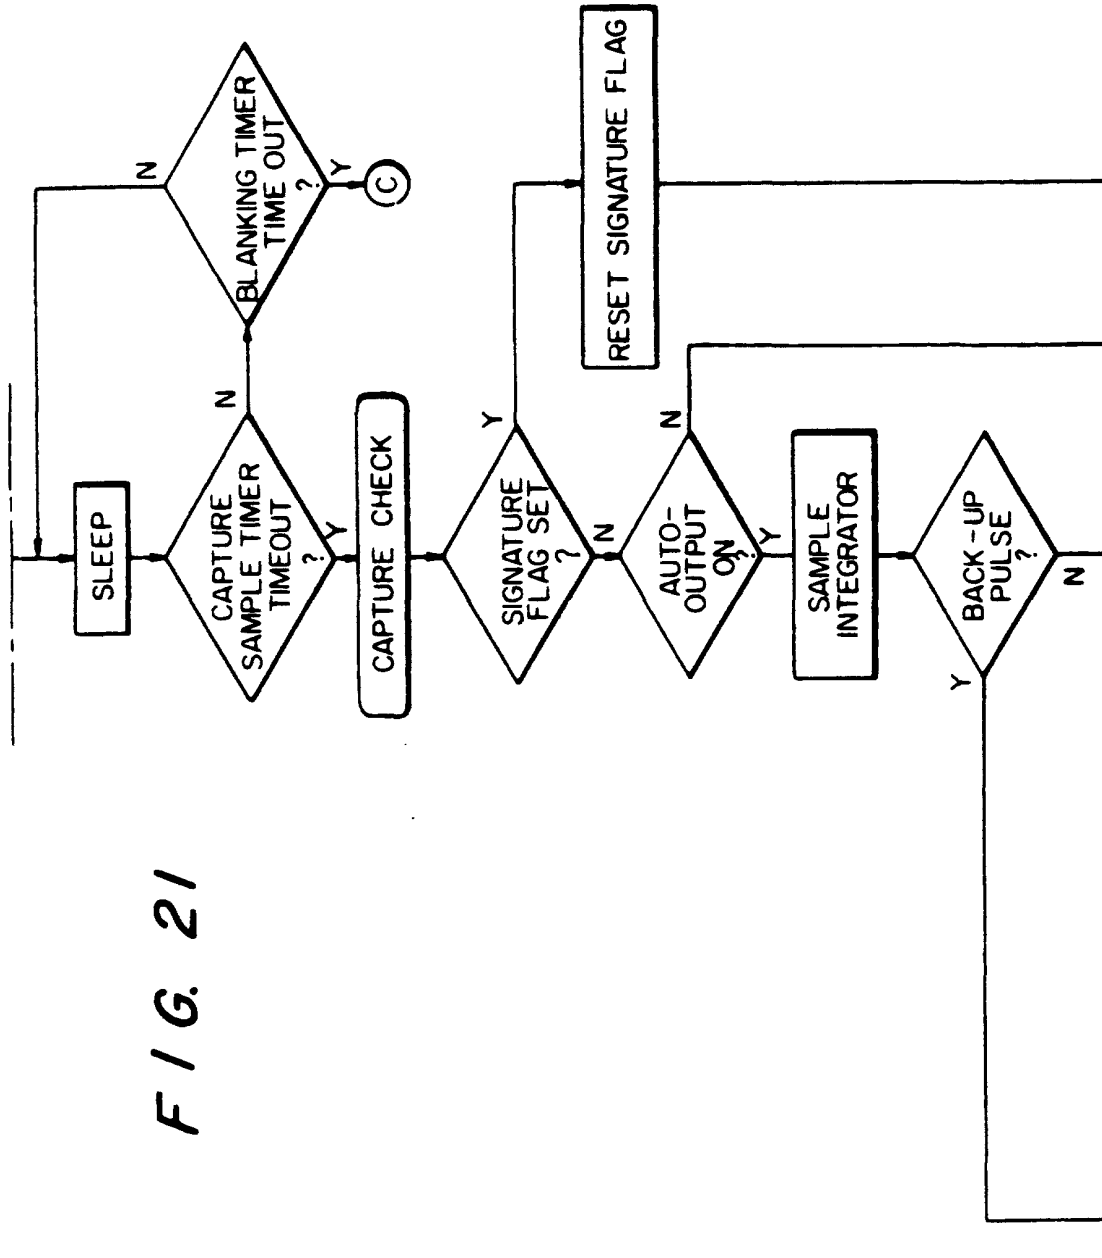 FIG. 21
SLEEP
CAPTURE
SAMPLE TIMER
TIMEOUT
?
N
Y
BLANKING TIMER
TIME OUT
?
N
Y
C
CAPTURE CHECK
SIGNATURE
FLAG SET
?
Y
N
RESET SIGNATURE FLAG
AUTO-
OUTPUT
ON
?
N
Y
SAMPLE
INTEGRATOR
BACK-UP
PULSE
?
Y
N